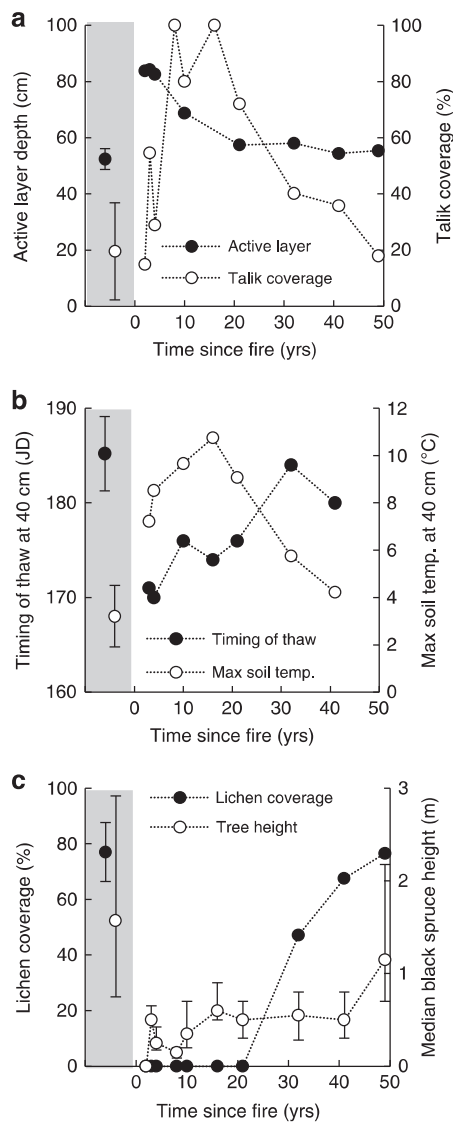 a
100
80
60
40
20
0
Active layer depth (cm)
100
80
60
40
20
0
Talik coverage (%)
Active layer
Talik coverage
0 10 20 30 40 50
Time since fire (yrs)
b
190
180
170
160
Timing of thaw at 40 cm (JD)
12
10
8
6
4
2
0
Max soil temp. at 40 cm (°C)
Timing of thaw
Max soil temp.
0 10 20 30 40 50
Time since fire (yrs)
c
100
80
60
40
20
0
Lichen coverage (%)
3
2
1
0
Median black spruce height (m)
Lichen coverage
Tree height
0 10 20 30 40 50
Time since fire (yrs)